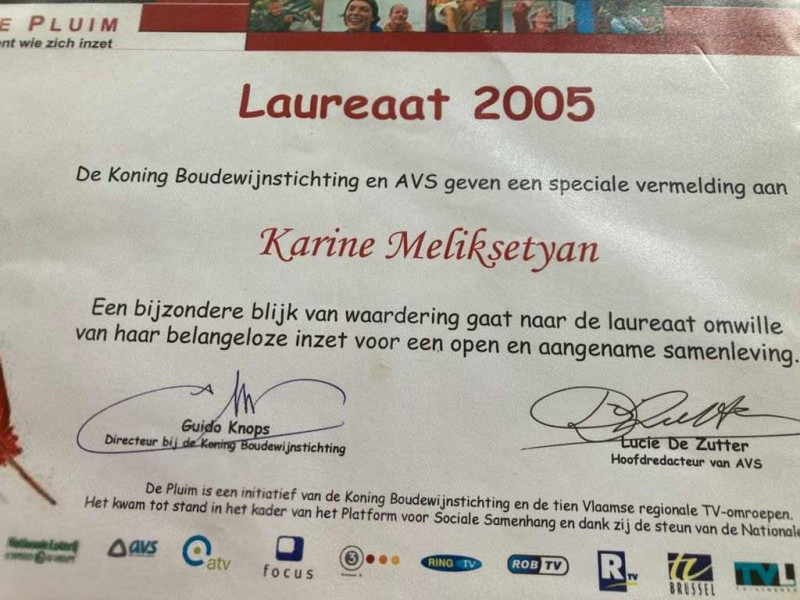 E PLUIM
nt wie zich inzet
Laureaat 2005
De Koning Boudewijnstichting en AVS geven een speciale vermelding aan
Karine Meliksetyan
Een bijzondere blijk van waardering gaat naar de laureaat omwille
van haar belangeloze inzet voor een open en aangename samenleving.
Guido Knops
Directeur bij de Koning Boudewijnstichting
Lucie De Zutter
Hoofdredacteur van AVS
De Pluim is een initiatief van de Koning Boudewijnstichting en de tien Vlaamse regionale TV-omroepen.
Het kwam tot stand in het kader van het Platform voor Sociale Samenhang en dank zij de steun van de Nationale
Nationale Loterij
AVS
atv
focus
3
RING TV
ROB TV
R TV
tv BRUSSEL
TVL